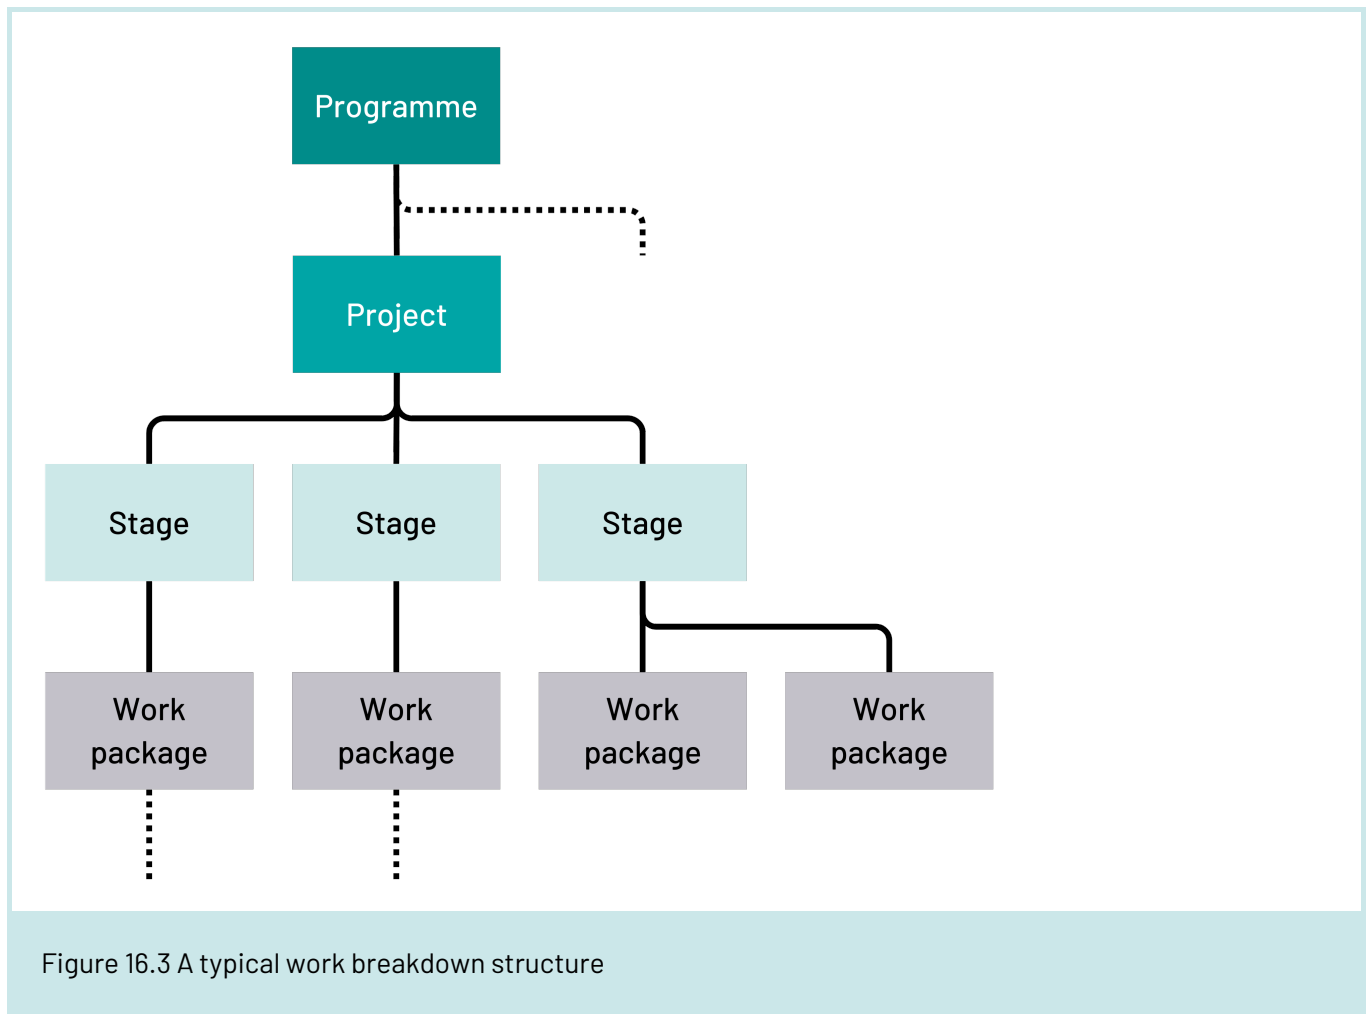 Programme
Project
Stage
Stage
Stage
Work
package
Work
package
Work
package
Work
package
Figure 16.3 A typical work breakdown structure